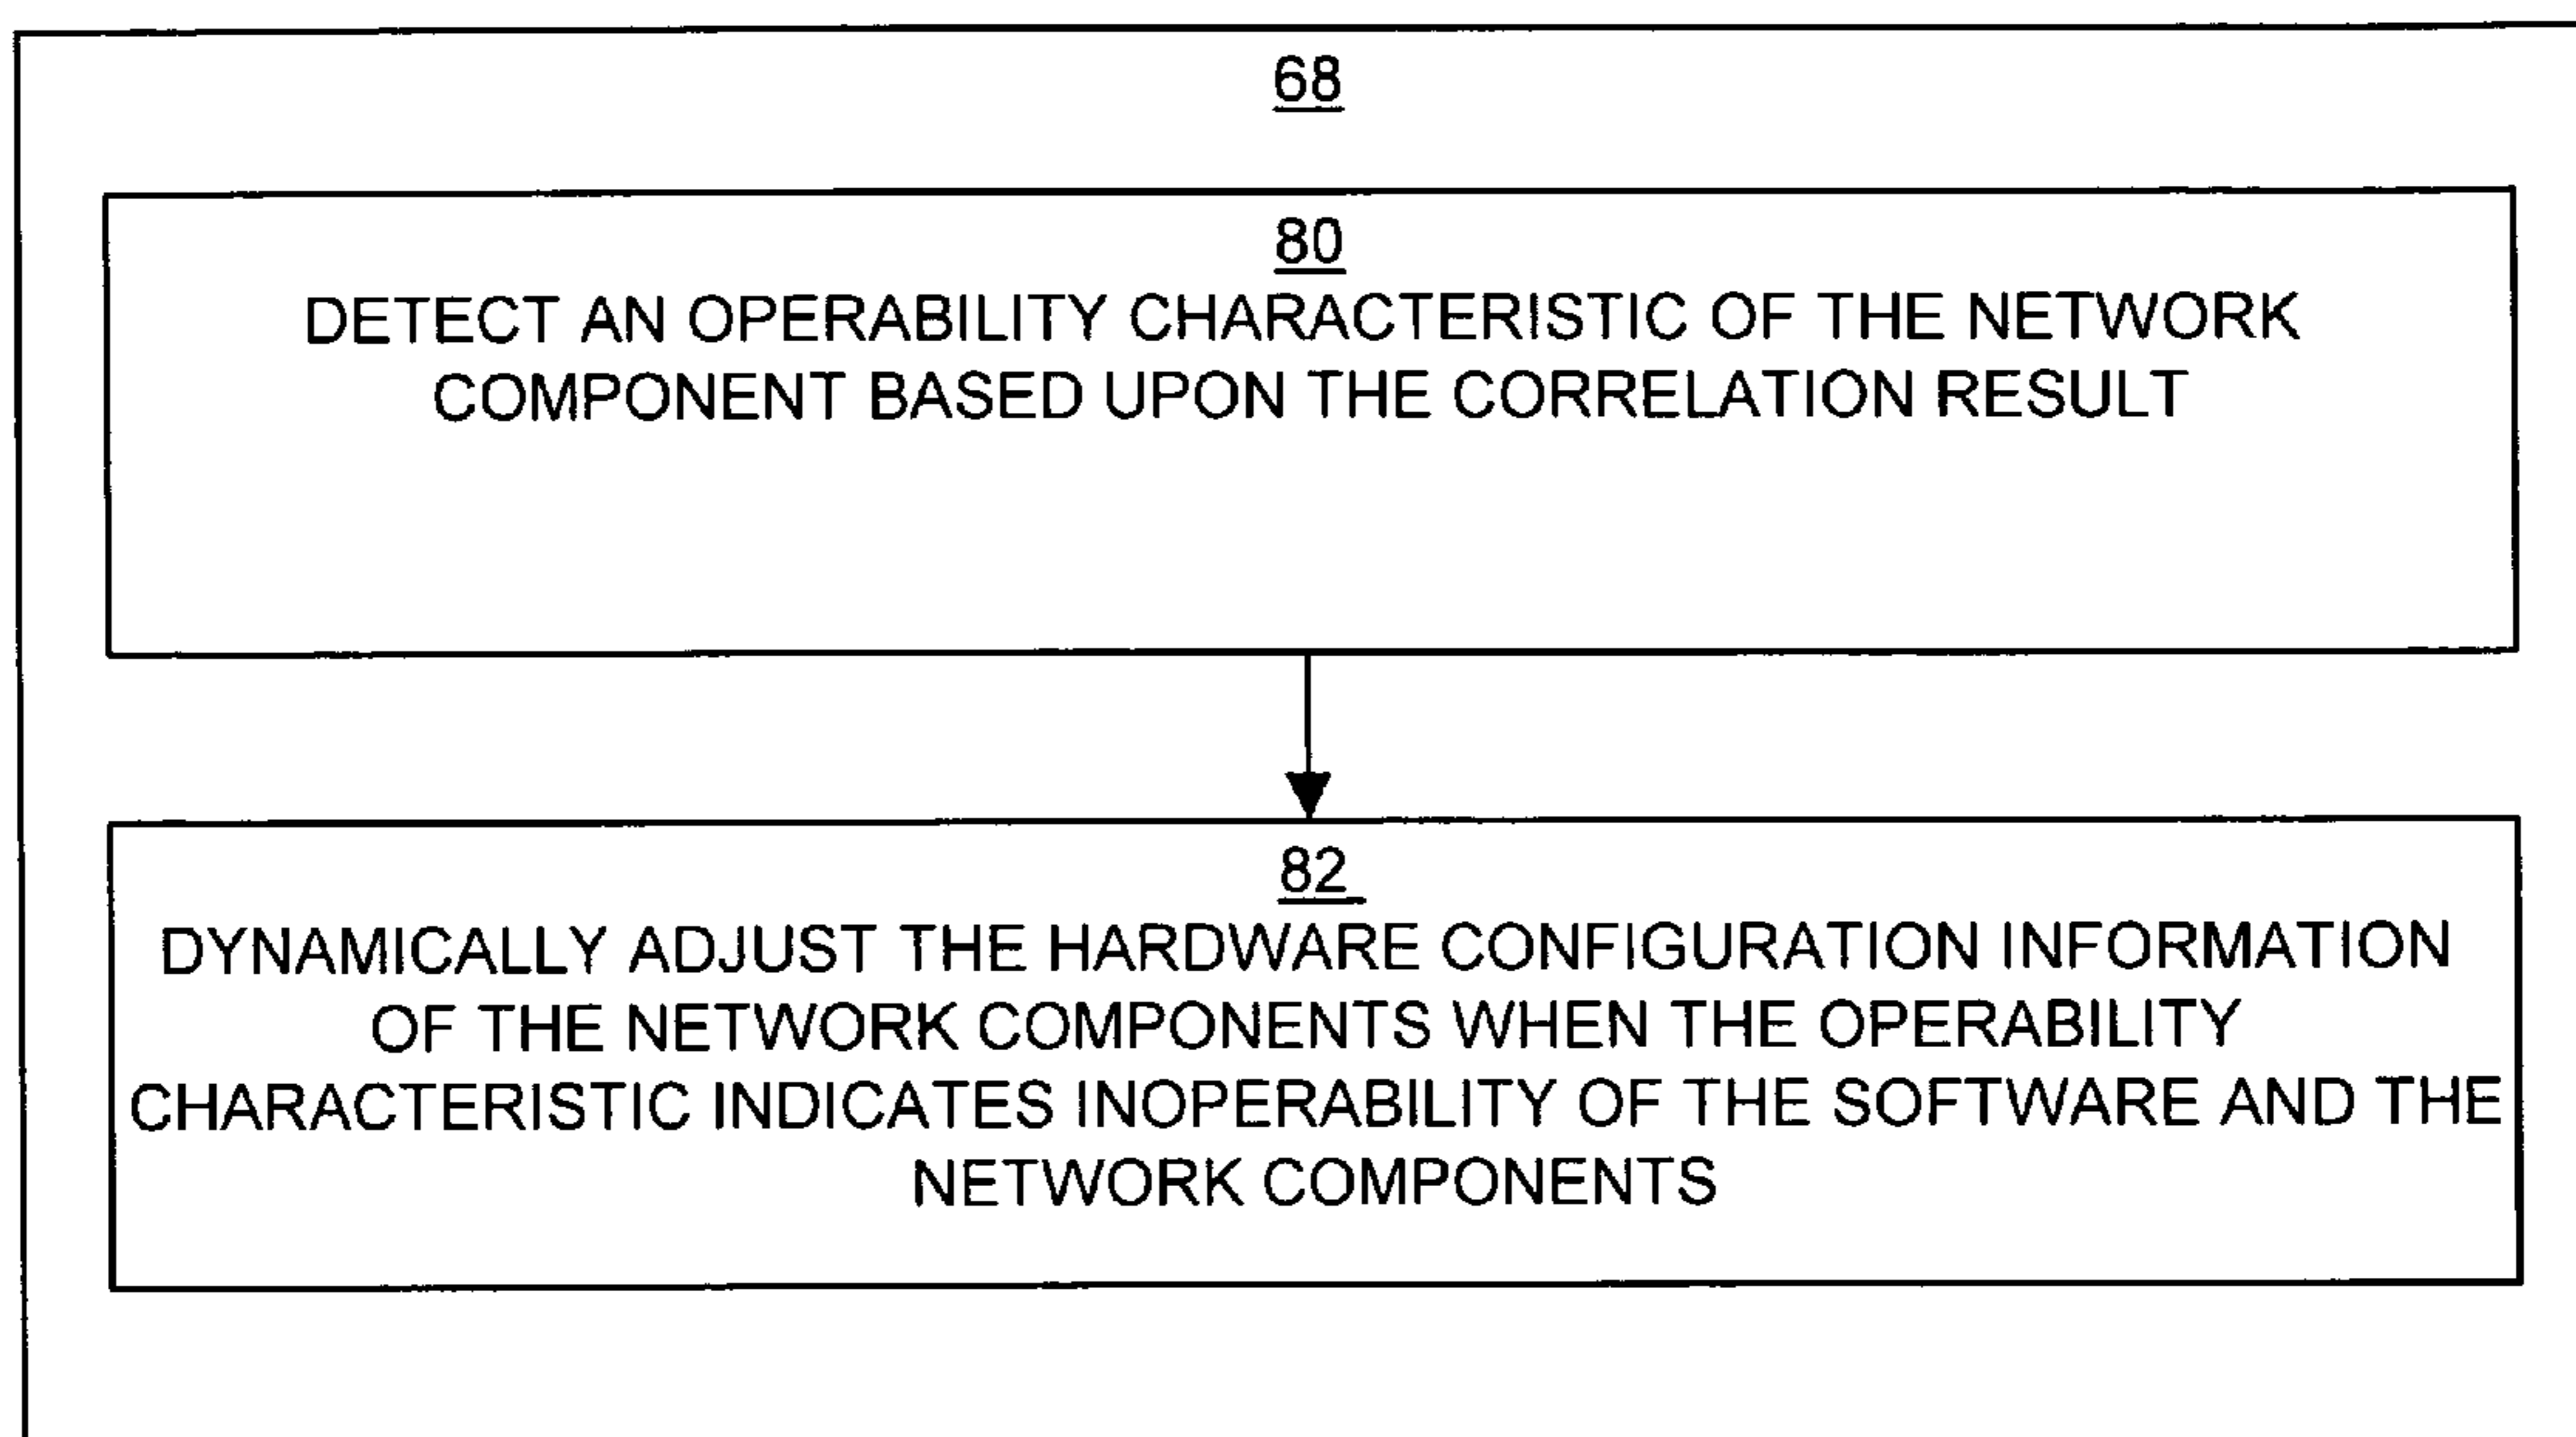 68
80
DETECT AN OPERABILITY CHARACTERISTIC OF THE NETWORK
COMPONENT BASED UPON THE CORRELATION RESULT
82
DYNAMICALLY ADJUST THE HARDWARE CONFIGURATION INFORMATION
OF THE NETWORK COMPONENTS WHEN THE OPERABILITY
CHARACTERISTIC INDICATES INOPERABILITY OF THE SOFTWARE AND THE
NETWORK COMPONENTS